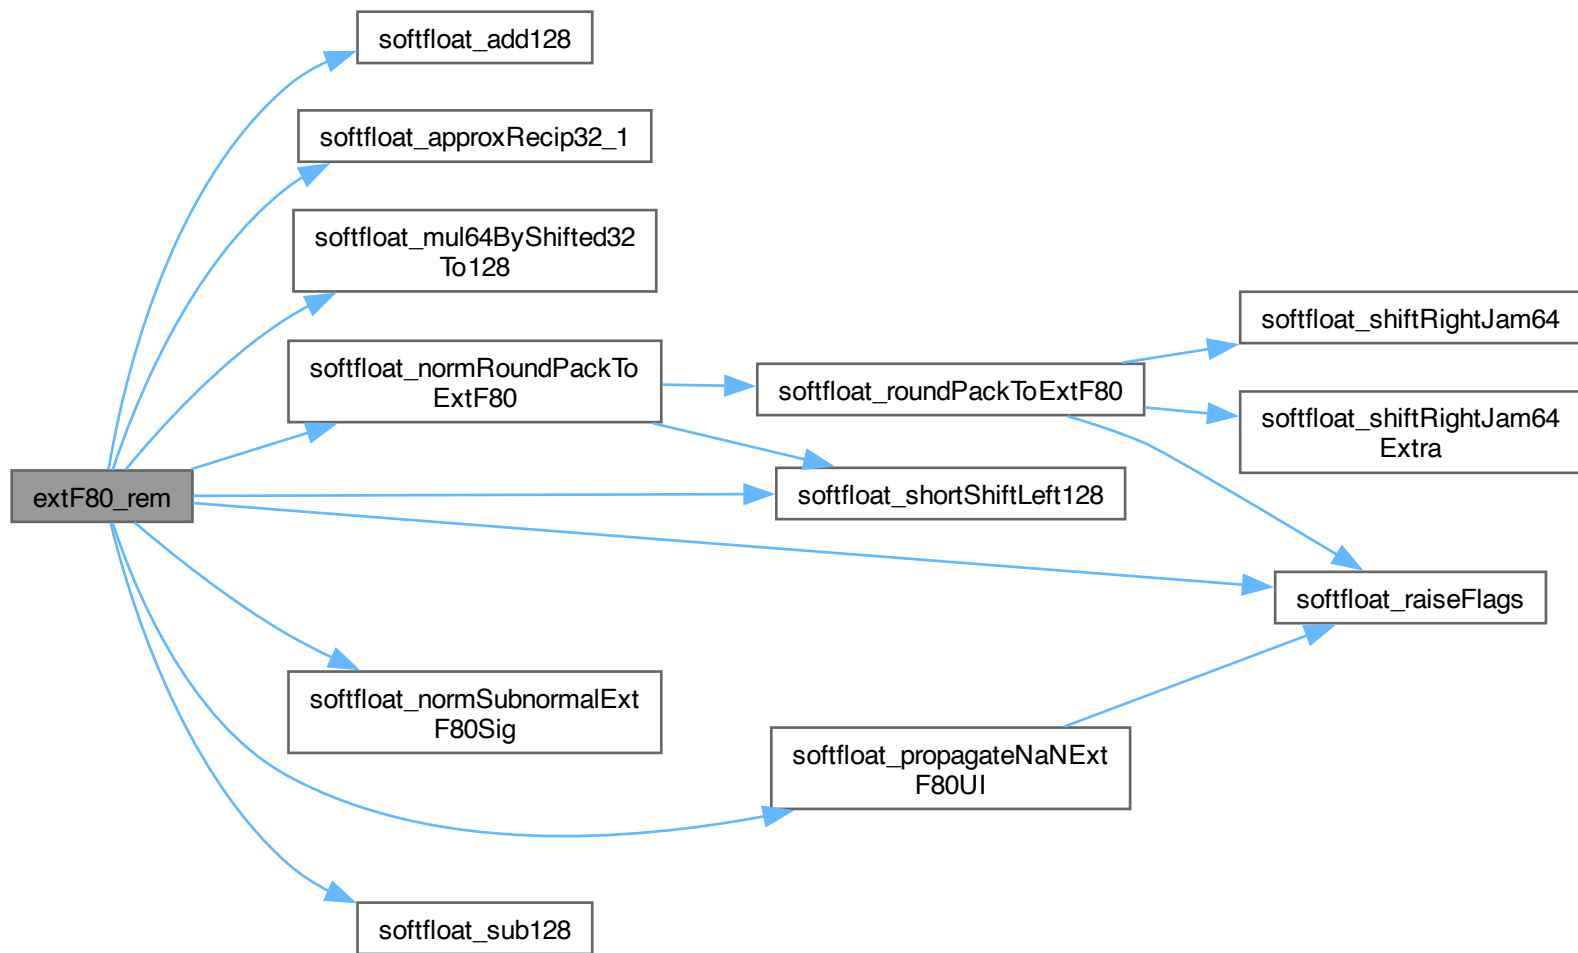 softfloat_add128
softfloat_approxRecip32_1
softfloat_mul64ByShifted32
To128
softfloat_normRoundPackTo
ExtF80
softfloat_roundPackToExtF80
softfloat_shiftRightJam64
softfloat_shiftRightJam64
Extra
extF80_rem
softfloat_shortShiftLeft128
softfloat_raiseFlags
softfloat_normSubnormalExt
F80Sig
softfloat_propagateNaNExt
F80UI
softfloat_sub128